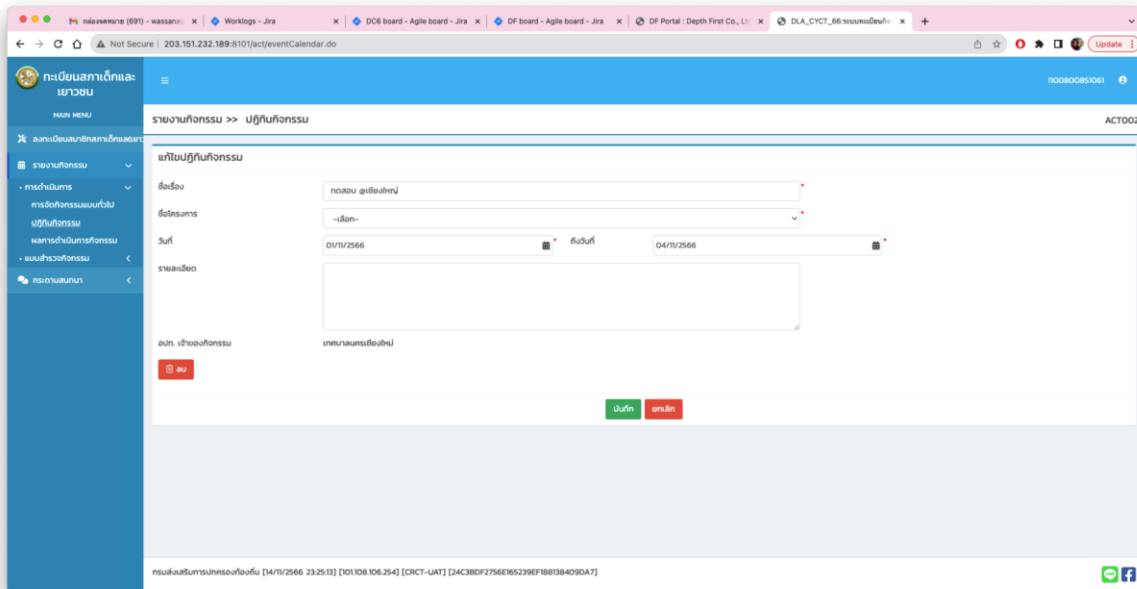 กล่องจดหมาย (691) - wassana
Worklogs - Jira
DC6 board - Agile board - Jira
DF board - Agile board - Jira
DF Portal : Depth First Co., Lt
DLA_CYCT_66:ระบบทะเบียน
Not Secure | 203.151.232.189:8101/act/eventCalendar.do
Update
ทะเบียนสภาเด็กและ
เยาวชน
1100800851061
MAIN MENU
รายงานกิจกรรม >> ปฏิทินกิจกรรม
ACT002
ลงทะเบียนสมาชิกสภาเด็กและเยาว
รายงานกิจกรรม
แก้ไขปฏิทินกิจกรรม
• การดำเนินการ
การจัดกิจกรรมแบบทั่วไป
ปฏิทินกิจกรรม
ผลการดำเนินการกิจกรรม
• แบบสำรวจกิจกรรม
กระดานสนทนา
ชื่อเรื่อง
ทดสอบ @เชียงใหญ่ *
ชื่อโครงการ
-เลือก- *
วันที่ 01/11/2566 * ถึงวันที่ 04/11/2566 *
รายละเอียด
อปท. เจ้าของกิจกรรม เทศบาลนครเชียงใหม่
ลบ
บันทึก ยกเลิก
กรมส่งเสริมการปกครองท้องถิ่น [14/11/2566 23:25:13] [101.108.106.254] [CRCT-UAT] [24C3BDF2756E165239EF188138409DA7]
LINE